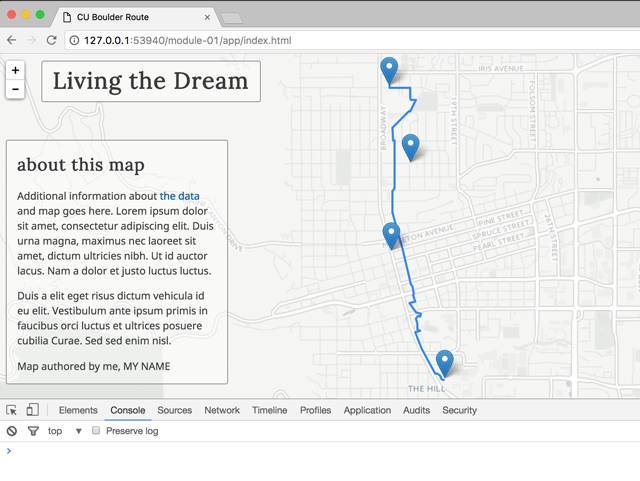 CU Boulder Route
127.0.0.1:53940/module-01/app/index.html
+
-
Living the Dream
IRIS AVENUE
BROADWAY
19TH STREET
FOLSOM STREET
26TH STREET
PINE STREET
SPRUCE STREET
PEARL STREET
AVENUE
THE HILL
about this map
Additional information about the data
and map goes here. Lorem ipsum dolor
sit amet, consectetur adipiscing elit. Duis
urna magna, maximus nec laoreet sit
amet, dictum ultricies nibh. Ut id auctor
lacus. Nam a dolor et justo luctus luctus.
Duis a elit eget risus dictum vehicula id
eu elit. Vestibulum ante ipsum primis in
faucibus orci luctus et ultrices posuere
cubilia Curae. Sed sed enim nisl.
Map authored by me, MY NAME
Elements Console Sources Network Timeline Profiles Application Audits Security
top Preserve log